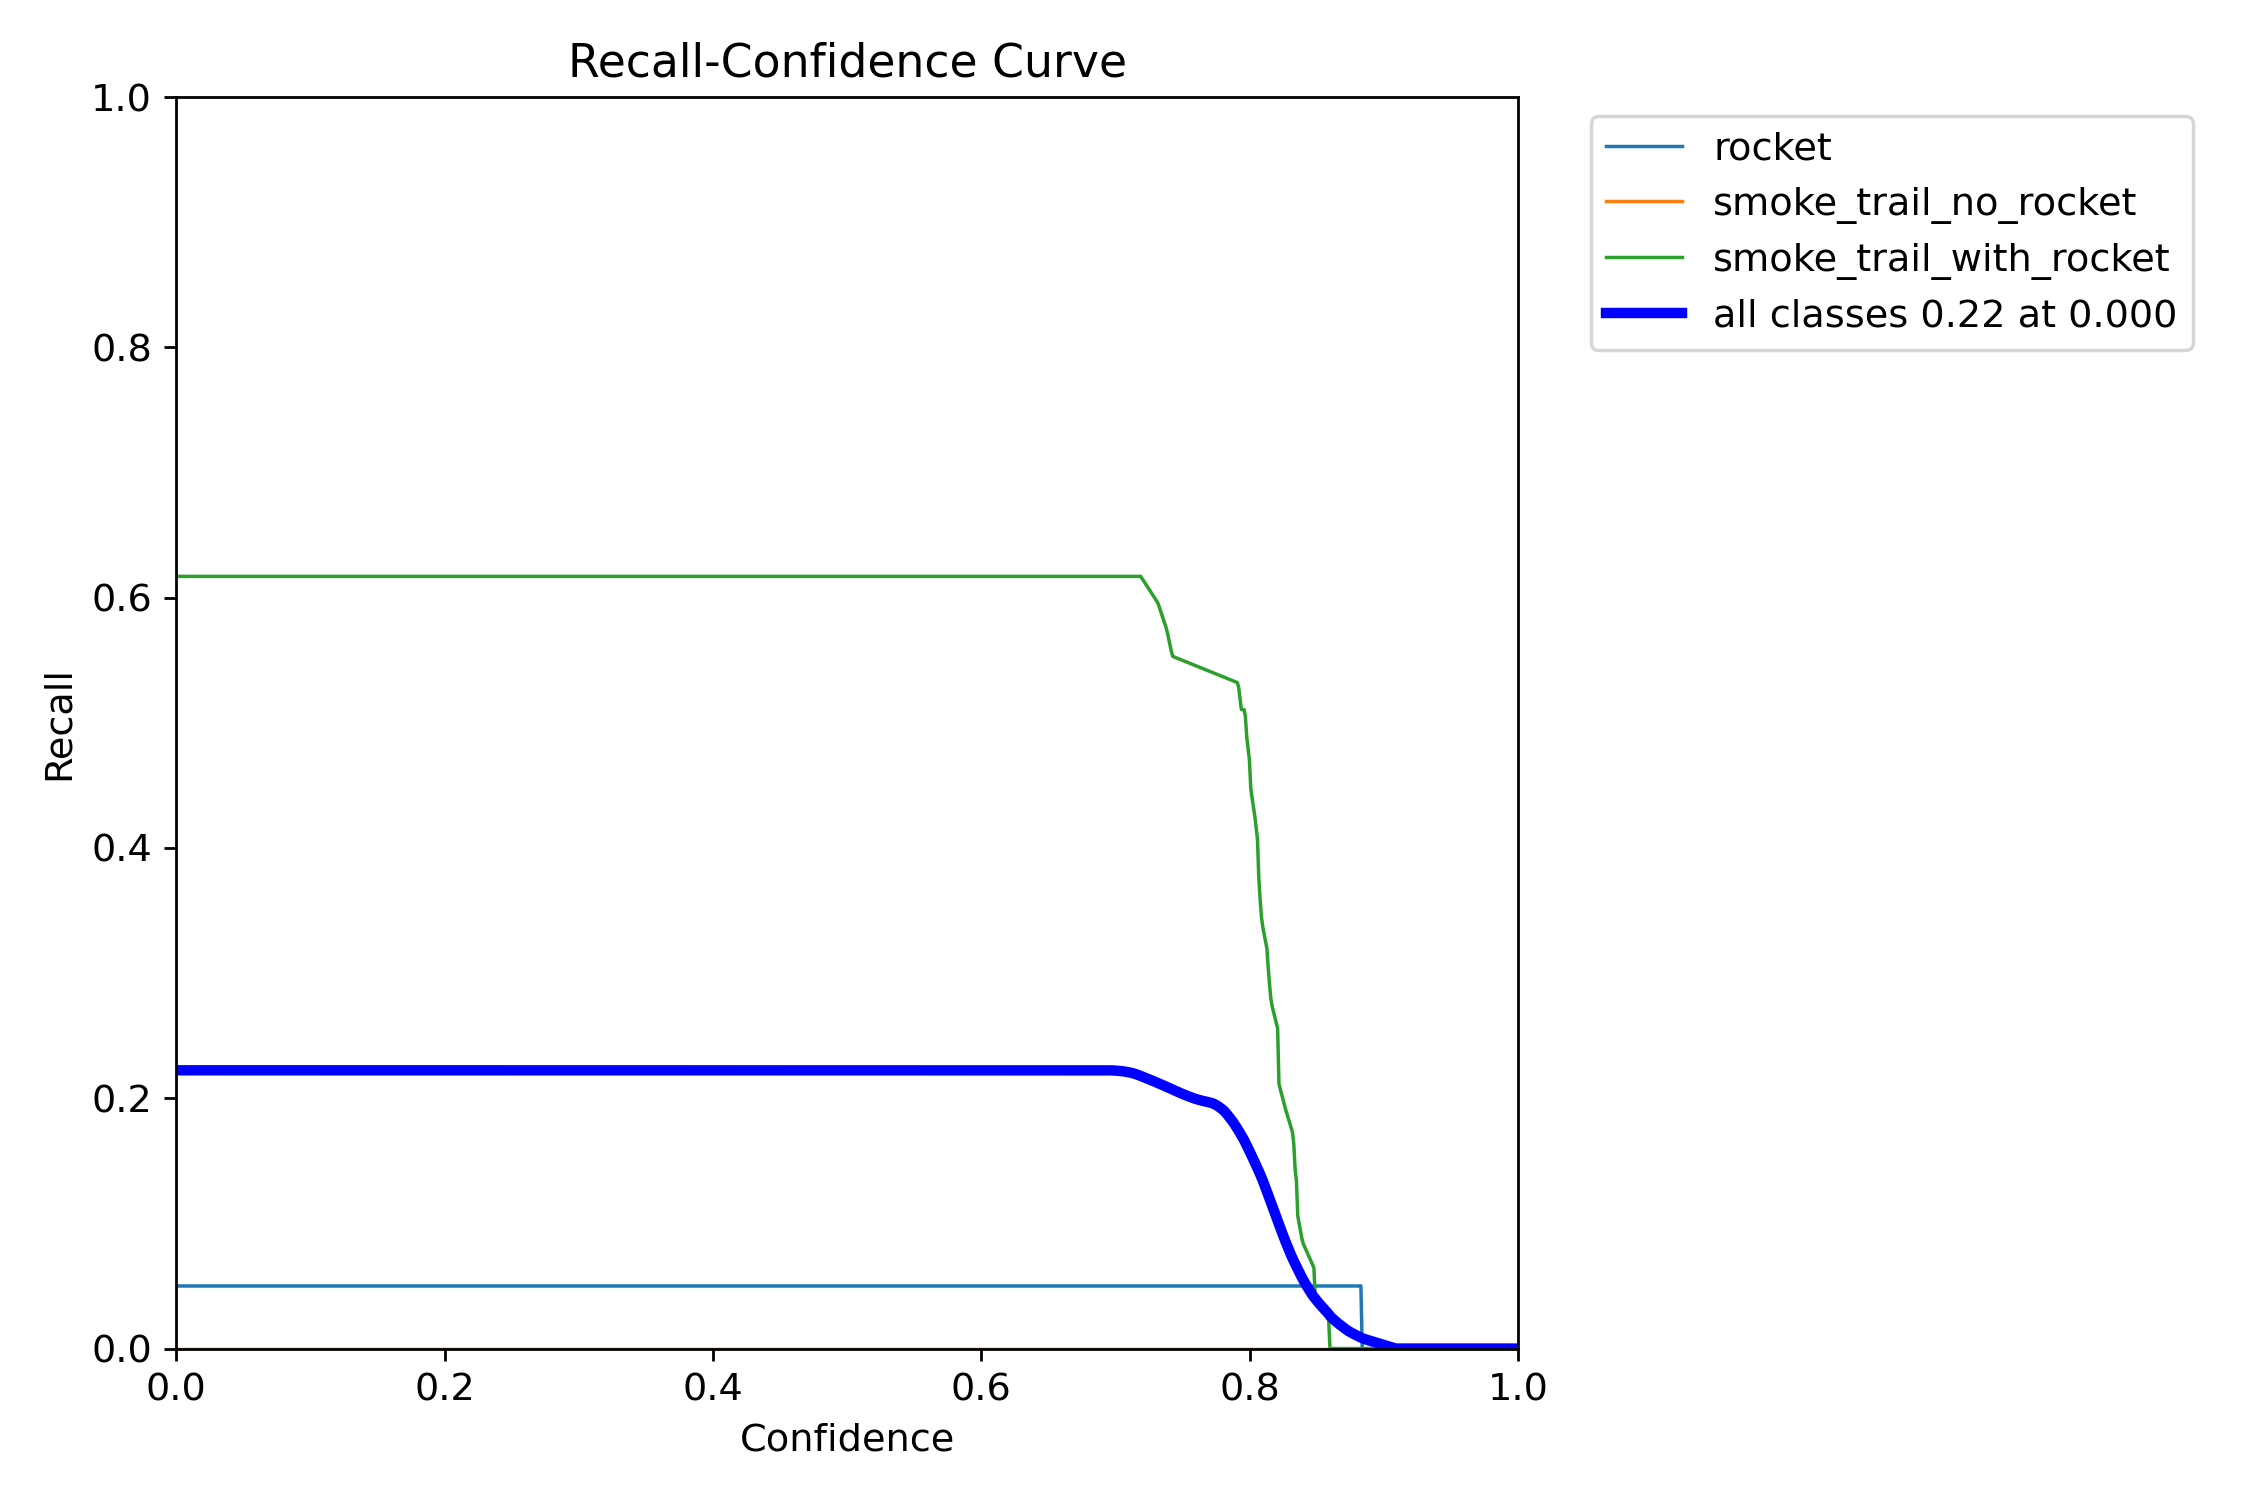 Recall-Confidence Curve
1.0
0.8
0.6
0.4
0.2
0.0
Recall
0.0 0.2 0.4 0.6 0.8 1.0
Confidence
rocket
smoke_trail_no_rocket
smoke_trail_with_rocket
all classes 0.22 at 0.000